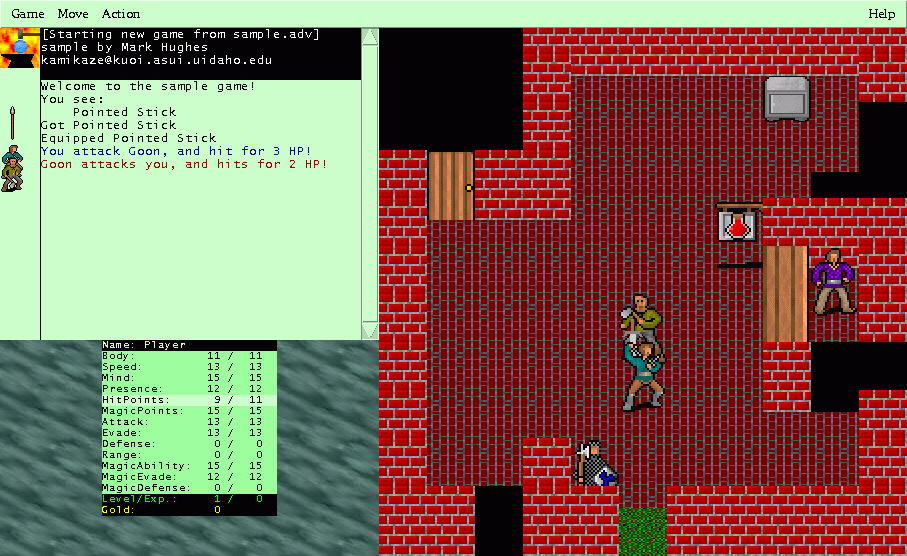 Game Move Action Help
[Starting new game from sample.adv]
sample by Mark Hughes
kamikaze@kuoi.asui.uidaho.edu
Welcome to the sample game!
You see:
Pointed Stick
Got Pointed Stick
Equipped Pointed Stick
You attack Goon, and hit for 3 HP!
Goon attacks you, and hits for 2 HP!
Name: Player
Body: 11 / 11
Speed: 13 / 13
Mind: 15 / 15
Presence: 12 / 12
HitPoints: 9 / 11
MagicPoints: 15 / 15
Attack: 13 / 13
Evade: 13 / 13
Defense: 0 / 0
Range: 0 / 0
MagicAbility: 15 / 15
MagicEvade: 12 / 12
MagicDefense: 0 / 0
Level/Exp.: 1 / 0
Gold: 0